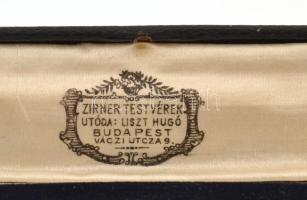 ZIRNER TESTVÉREK
UTÓDA: LISZT HUGÓ
BUDAPEST
VÁCZI UTCZA 9.